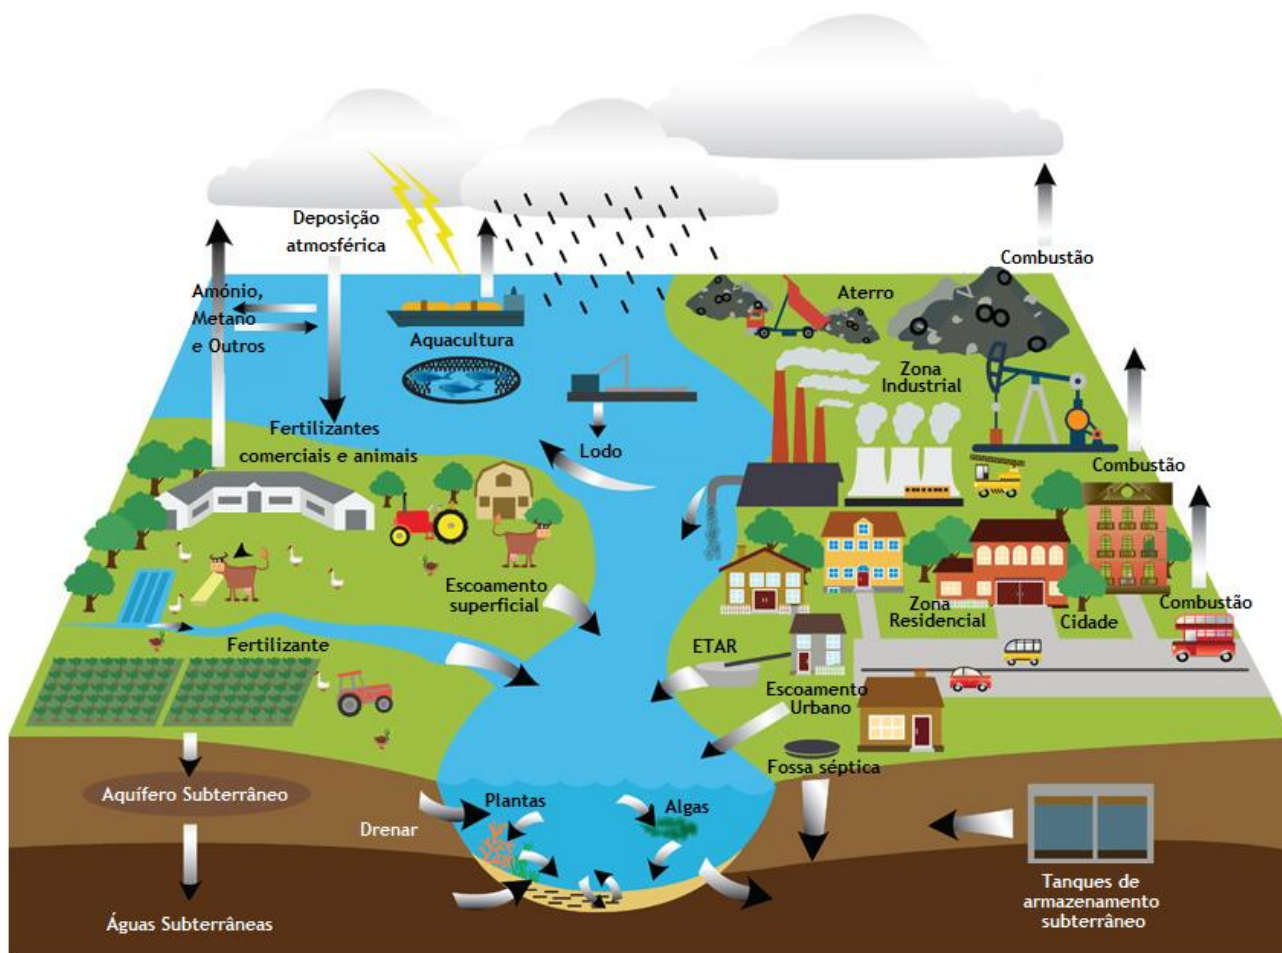 Deposição
atmosférica
Combustão
Amónio,
Metano
e Outros
Aterro
Aquacultura
Zona
Industrial
Fertilizantes
comerciais e animais
Lodo
Combustão
Escoamento
superficial
Zona
Residencial
Cidade
Combustão
Fertilizante
ETAR
Escoamento
Urbano
Fossa séptica
Aquífero Subterrâneo
Plantas
Algas
Drenar
Tanques de
armazenamento
subterrâneo
Águas Subterrâneas